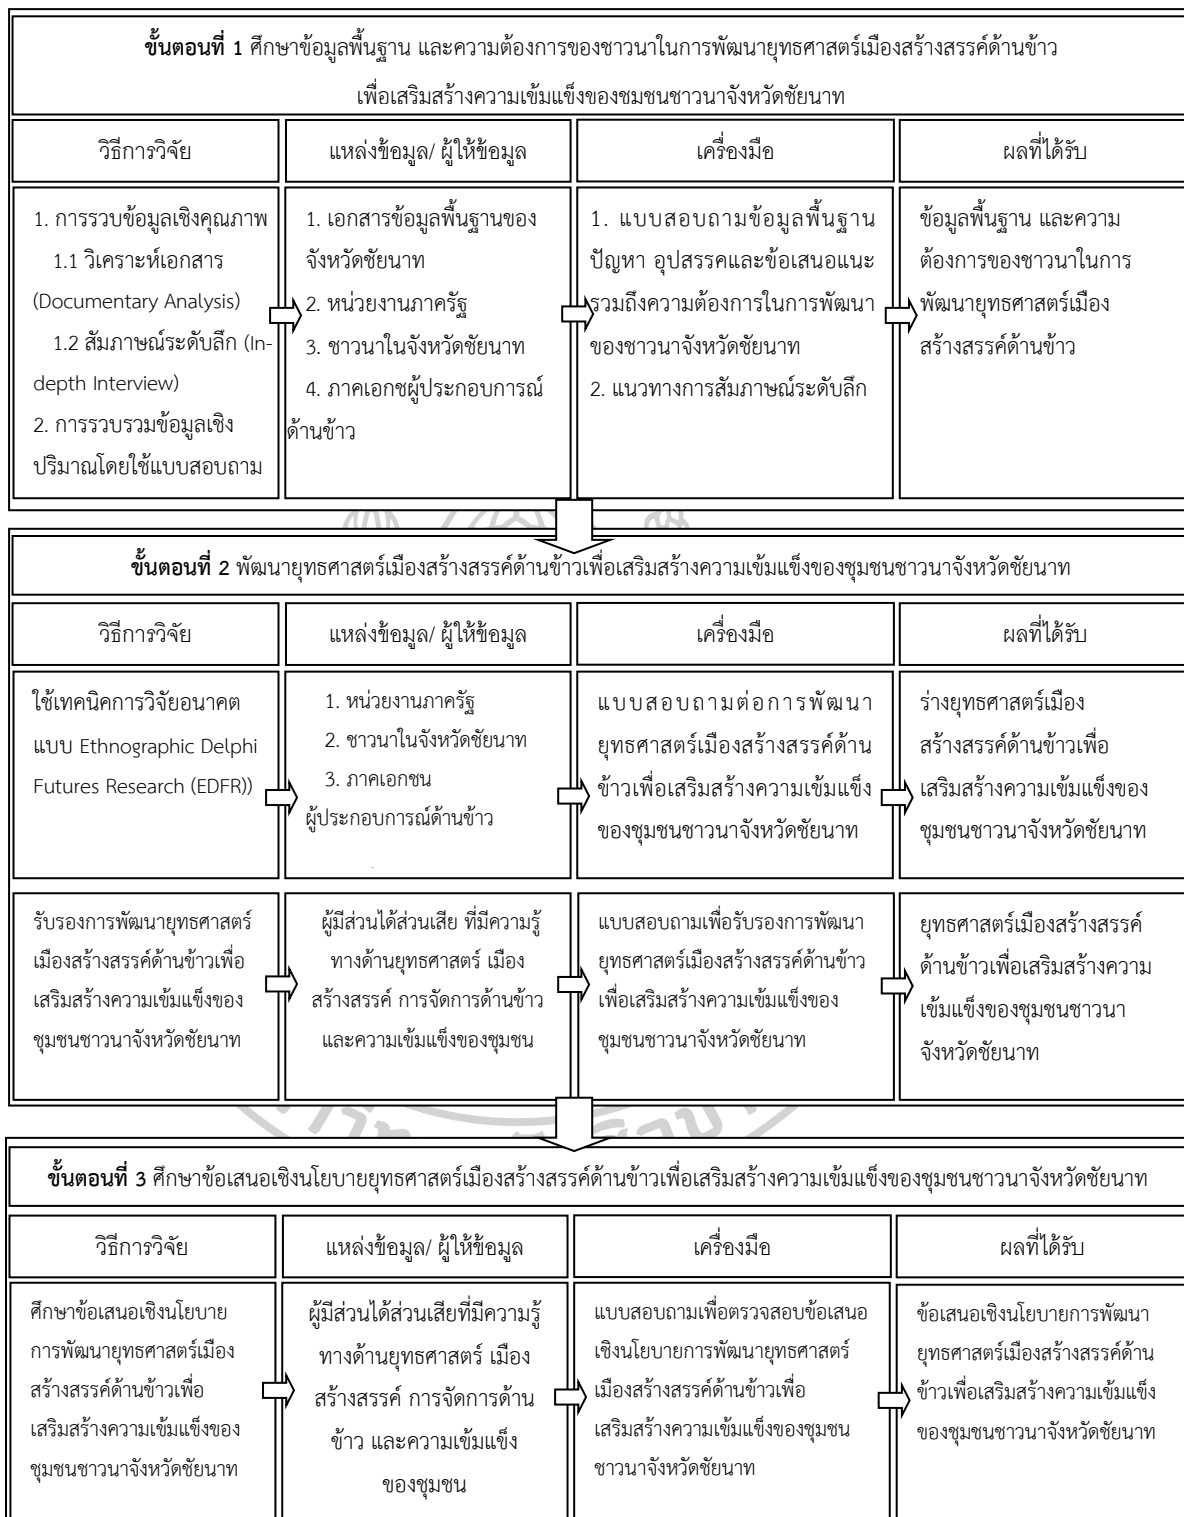 ขั้นตอนที่ 1 ศึกษาข้อมูลพื้นฐาน และความต้องการของชาวนาในการพัฒนายุทธศาสตร์เมืองสร้างสรรค์ด้านข้าว
เพื่อเสริมสร้างความเข้มแข็งของชมชนชาวนาจังหวัดชัยนาท
วิธีการวิจัย
แหล่งข้อมูล/ ผู้ให้ข้อมูล
เครื่องมือ
ผลที่ได้รับ
1. การรวบข้อมูลเชิงคุณภาพ
1.1 วิเคราะห์เอกสาร
(Documentary Analysis)
1.2 สัมภาษณ์ระดับลึก (In-
depth Interview)
2. การรวบรวมข้อมูลเชิง
ปริมาณโดยใช้แบบสอบถาม
1. เอกสารข้อมูลพื้นฐานของ
จังหวัดชัยนาท
2. หน่วยงานภาครัฐ
3. ชาวนาในจังหวัดชัยนาท
4. ภาคเอกชผู้ประกอบการณ์
ด้านข้าว
1. แบบสอบถามข้อมูลพื้นฐาน
ปัญหา อุปสรรคและข้อเสนอแนะ
รวมถึงความต้องการในการพัฒนา
ของชาวนาจังหวัดชัยนาท
2. แนวทางการสัมภาษณ์ระดับลึก
ข้อมูลพื้นฐาน และความ
ต้องการของชาวนาในการ
พัฒนายุทธศาสตร์เมือง
สร้างสรรค์ด้านข้าว
ขั้นตอนที่ 2 พัฒนายุทธศาสตร์เมืองสร้างสรรค์ด้านข้าวเพื่อเสริมสร้างความเข้มแข็งของชุมชนชาวนาจังหวัดชัยนาท
วิธีการวิจัย
แหล่งข้อมูล/ ผู้ให้ข้อมูล
เครื่องมือ
ผลที่ได้รับ
ใช้เทคนิคการวิจัยอนาคต
แบบ Ethnographic Delphi
Futures Research (EDFR))
1. หน่วยงานภาครัฐ
2. ชาวนาในจังหวัดชัยนาท
3. ภาคเอกชน
ผู้ประกอบการณ์ด้านข้าว
แบบสอบถามต่อการพัฒนา
ยุทธศาสตร์เมืองสร้างสรรค์ด้าน
ข้าวเพื่อเสริมสร้างความเข้มแข็ง
ของชุมชนชาวนาจังหวัดชัยนาท
ร่างยุทธศาสตร์เมือง
สร้างสรรค์ด้านข้าวเพื่อ
เสริมสร้างความเข้มแข็งของ
ชุมชนชาวนาจังหวัดชัยนาท
รับรองการพัฒนายุทธศาสตร์
เมืองสร้างสรรค์ด้านข้าวเพื่อ
เสริมสร้างความเข้มแข็งของ
ชุมชนชาวนาจังหวัดชัยนาท
ผู้มีส่วนได้ส่วนเสีย ที่มีความรู้
ทางด้านยุทธศาสตร์ เมือง
สร้างสรรค์ การจัดการด้านข้าว
และความเข้มแข็งของชุมชน
แบบสอบถามเพื่อรับรองการพัฒนา
ยุทธศาสตร์เมืองสร้างสรรค์ด้านข้าว
เพื่อเสริมสร้างความเข้มแข็งของ
ชุมชนชาวนาจังหวัดชัยนาท
ยุทธศาสตร์เมืองสร้างสรรค์
ด้านข้าวเพื่อเสริมสร้างความ
เข้มแข็งของชุมชนชาวนา
จังหวัดชัยนาท
ขั้นตอนที่ 3 ศึกษาข้อเสนอเชิงนโยบายยุทธศาสตร์เมืองสร้างสรรค์ด้านข้าวเพื่อเสริมสร้างความเข้มแข็งของชุมชนชาวนาจังหวัดชัยนาท
วิธีการวิจัย
แหล่งข้อมูล/ ผู้ให้ข้อมูล
เครื่องมือ
ผลที่ได้รับ
ศึกษาข้อเสนอเชิงนโยบาย
การพัฒนายุทธศาสตร์เมือง
สร้างสรรค์ด้านข้าวเพื่อ
เสริมสร้างความเข้มแข็งของ
ชุมชนชาวนาจังหวัดชัยนาท
ผู้มีส่วนได้ส่วนเสียที่มีความรู้
ทางด้านยุทธศาสตร์ เมือง
สร้างสรรค์ การจัดการด้าน
ข้าว และความเข้มแข็ง
ของชุมชน
แบบสอบถามเพื่อตรวจสอบข้อเสนอ
เชิงนโยบายการพัฒนายุทธศาสตร์
เมืองสร้างสรรค์ด้านข้าวเพื่อ
เสริมสร้างความเข้มแข็งของชุมชน
ชาวนาจังหวัดชัยนาท
ข้อเสนอเชิงนโยบายการพัฒนา
ยุทธศาสตร์เมืองสร้างสรรค์ด้าน
ข้าวเพื่อเสริมสร้างความเข้มแข็ง
ของชุมชนชาวนาจังหวัดชัยนาท